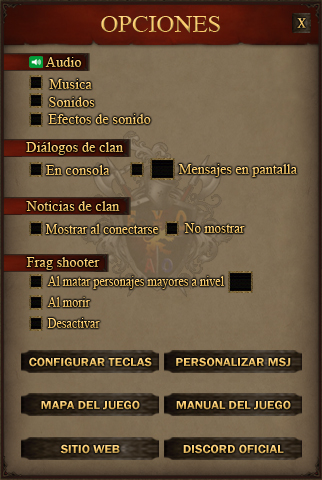 OPCIONES
X
Audio
Musica
Sonidos
Efectos de sonido
Diálogos de clan
En consola Mensajes en pantalla
Noticias de clan
Mostrar al conectarse No mostrar
Frag shooter
Al matar personajes mayores a nivel
Al morir
Desactivar
CONFIGURAR TECLAS PERSONALIZAR MSJ
MAPA DEL JUEGO MANUAL DEL JUEGO
SITIO WEB DISCORD OFICIAL